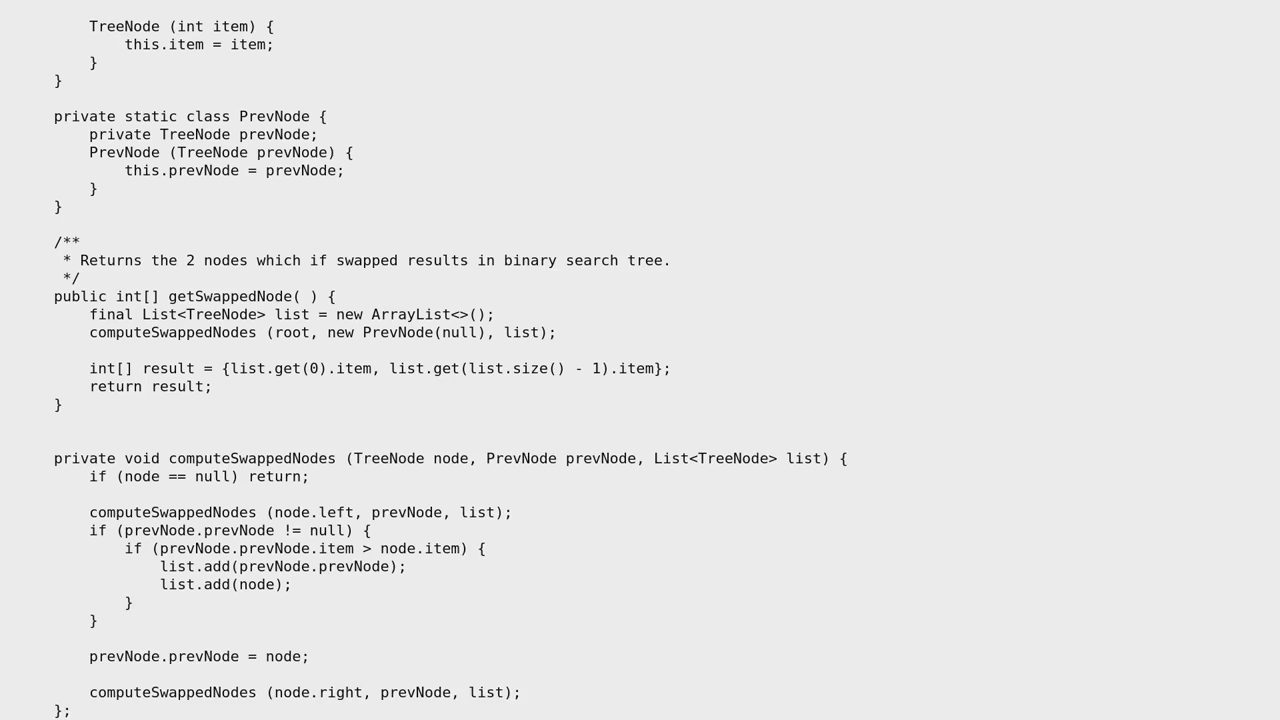 TreeNode (int item) {
this.item = item;
}
}
private static class PrevNode {
private TreeNode prevNode;
PrevNode (TreeNode prevNode) {
this.prevNode = prevNode;
}
}
/**
* Returns the 2 nodes which if swapped results in binary search tree.
*/
public int[] getSwappedNode( ) {
final List<TreeNode> list = new ArrayList<>();
computeSwappedNodes (root, new PrevNode(null), list);
int[] result = {list.get(0).item, list.get(list.size() - 1).item};
return result;
}
private void computeSwappedNodes (TreeNode node, PrevNode prevNode, List<TreeNode> list) {
if (node == null) return;
computeSwappedNodes (node.left, prevNode, list);
if (prevNode.prevNode != null) {
if (prevNode.prevNode.item > node.item) {
list.add(prevNode.prevNode);
list.add(node);
}
}
prevNode.prevNode = node;
computeSwappedNodes (node.right, prevNode, list);
};